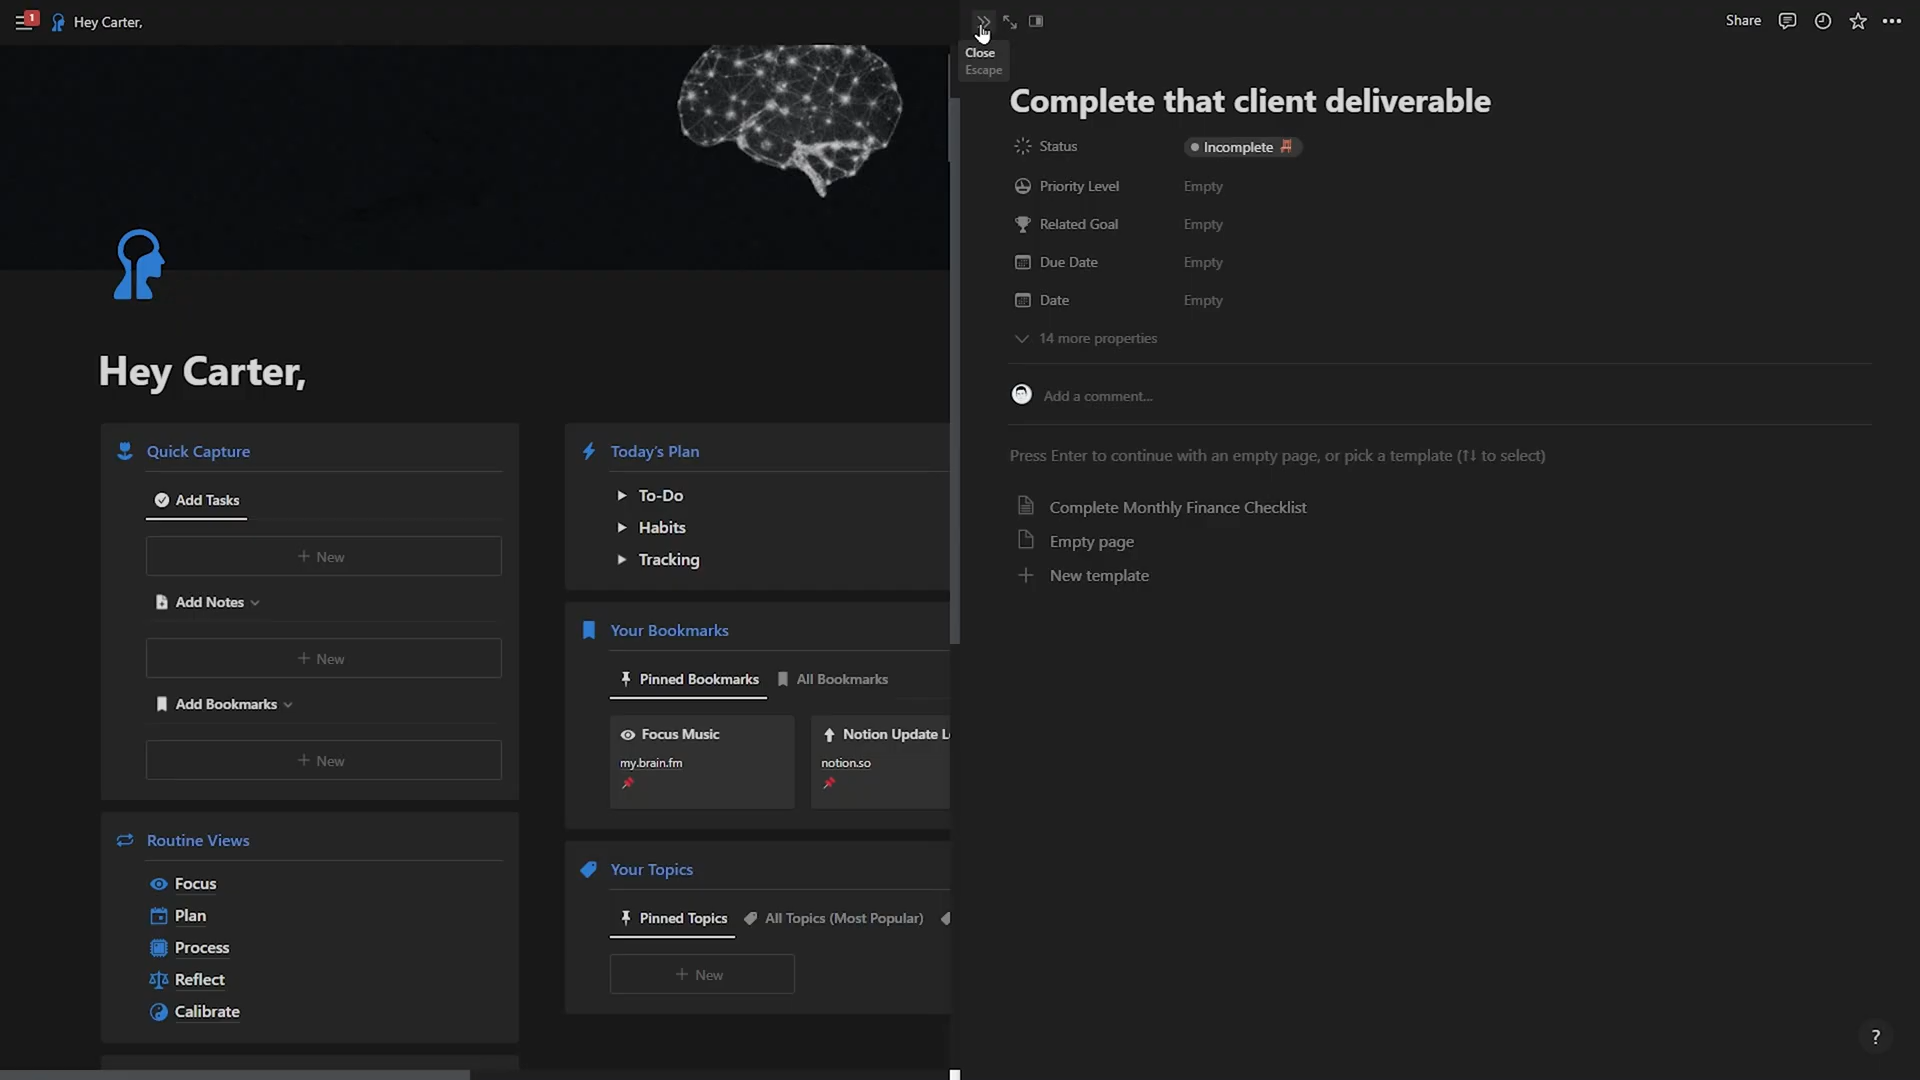 1
Hey Carter,
Hey Carter,
Quick Capture
Add Tasks
+ New
Add Notes
+ New
Add Bookmarks
+ New
Routine Views
Focus
Plan
Process
Reflect
Calibrate
Today's Plan
To-Do
Habits
Tracking
Your Bookmarks
Pinned Bookmarks All Bookmarks
Focus Music
my.brain.fm
Notion Update L
notion.so
Your Topics
Pinned Topics All Topics (Most Popular)
+ New
Close
Escape
Share
Complete that client deliverable
Status Incomplete
Priority Level Empty
Related Goal Empty
Due Date Empty
Date Empty
14 more properties
Add a comment...
Press Enter to continue with an empty page, or pick a template (↑↓ to select)
Complete Monthly Finance Checklist
Empty page
+ New template
?